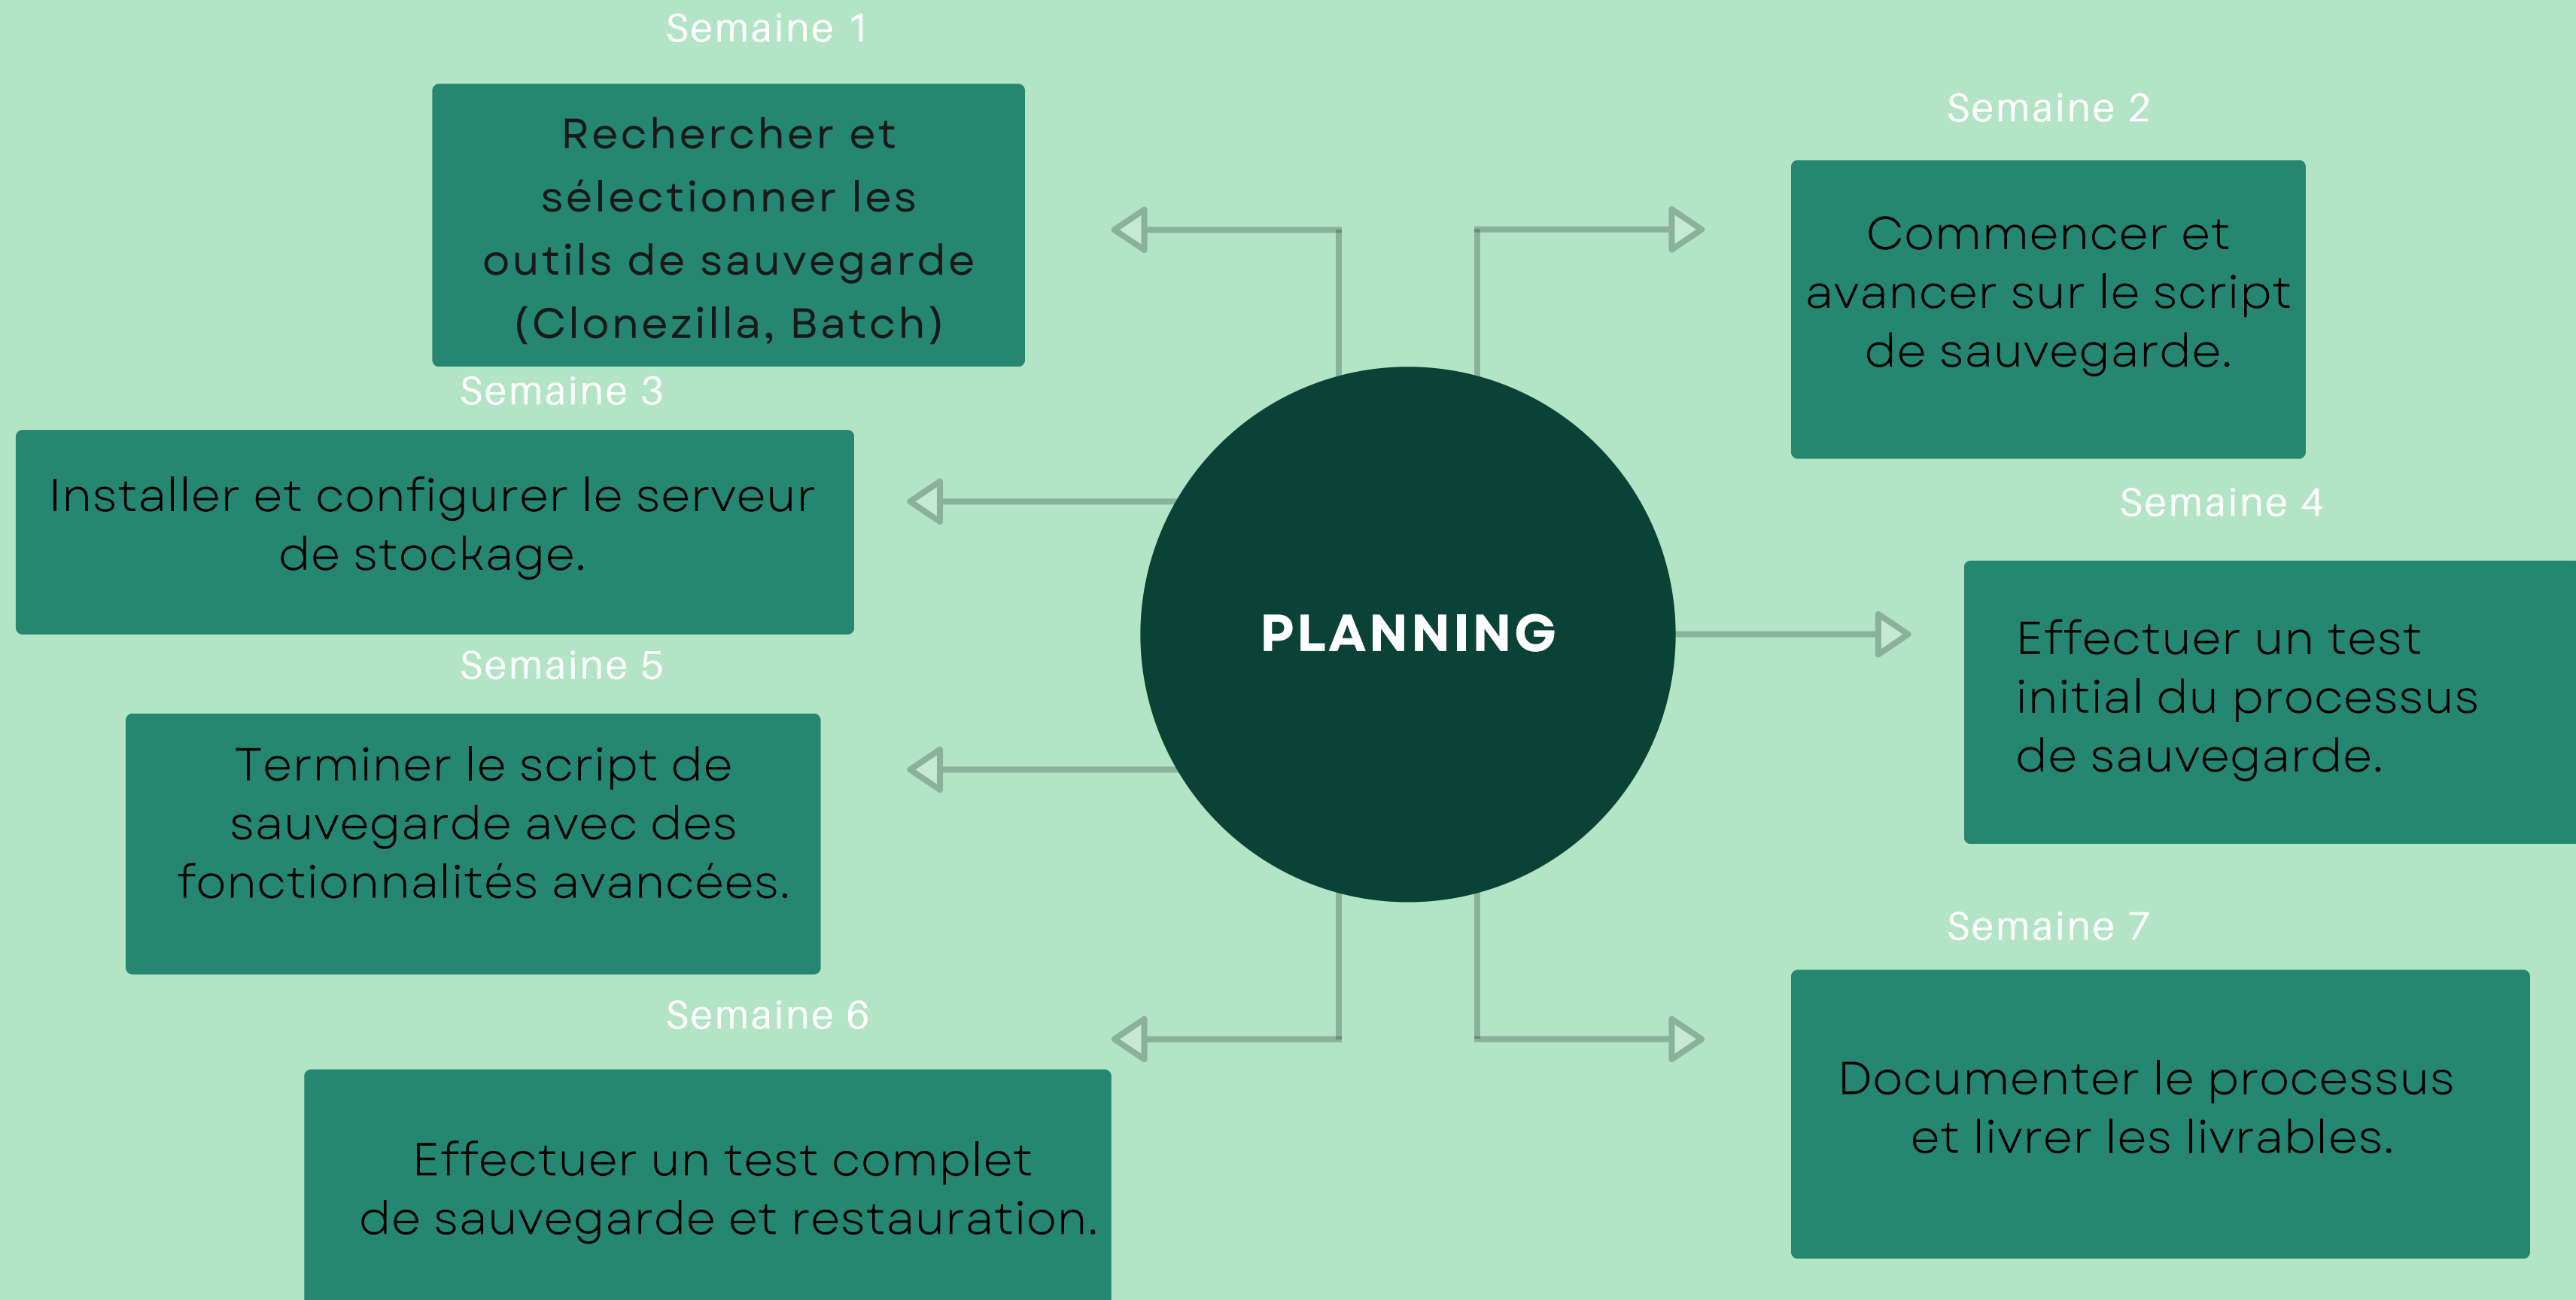 Semaine 1
Rechercher et
sélectionner les
outils de sauvegarde
(Clonezilla, Batch)
Semaine 2
Commencer et
avancer sur le script
de sauvegarde.
Semaine 3
Installer et configurer le serveur
de stockage.
Semaine 4
Effectuer un test
initial du processus
de sauvegarde.
PLANNING
Semaine 5
Terminer le script de
sauvegarde avec des
fonctionnalités avancées.
Semaine 6
Effectuer un test complet
de sauvegarde et restauration.
Semaine 7
Documenter le processus
et livrer les livrables.